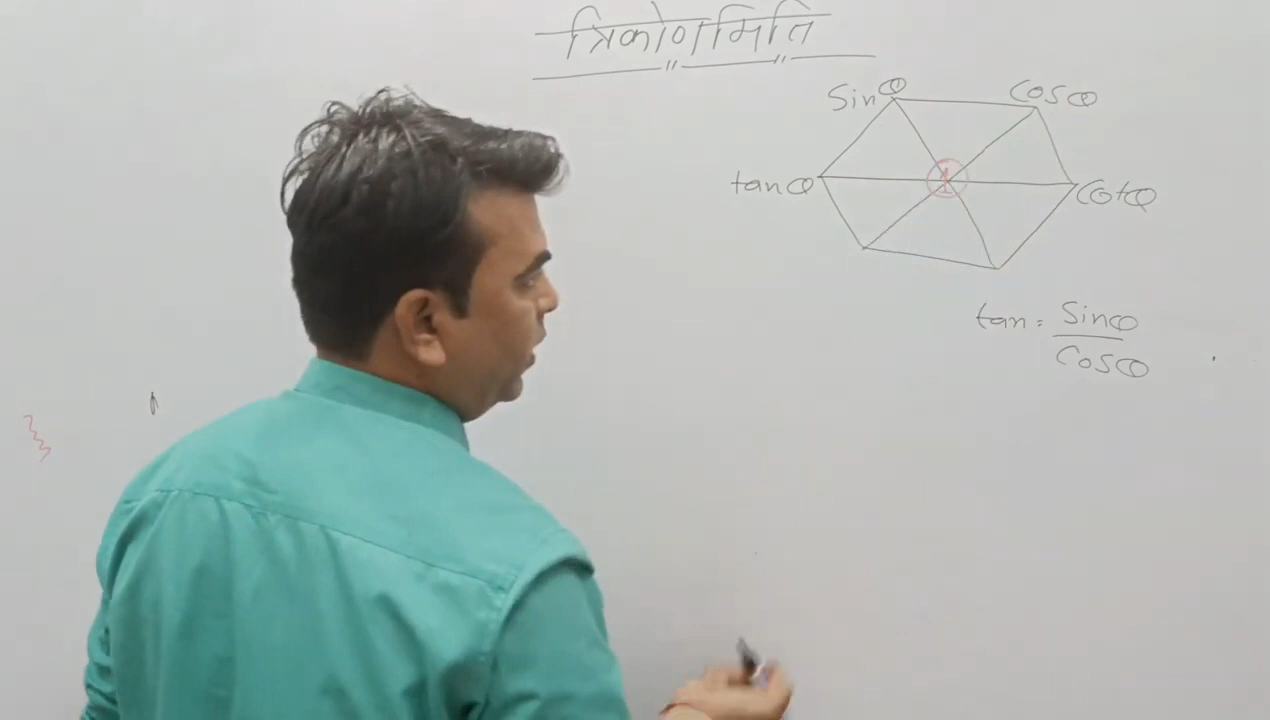 त्रिकोणमिति
Sinθ Cosθ
tanθ 1 Cotθ
tan = Sinθ
Cosθ